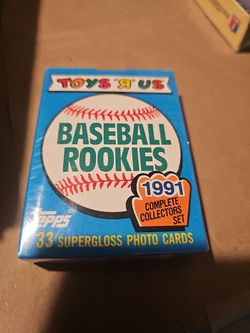 TOYS "R" US
BASEBALL
ROOKIES
1991
COMPLETE
COLLECTORS
SET
Topps
33 SUPERGLOSS PHOTO CARDS